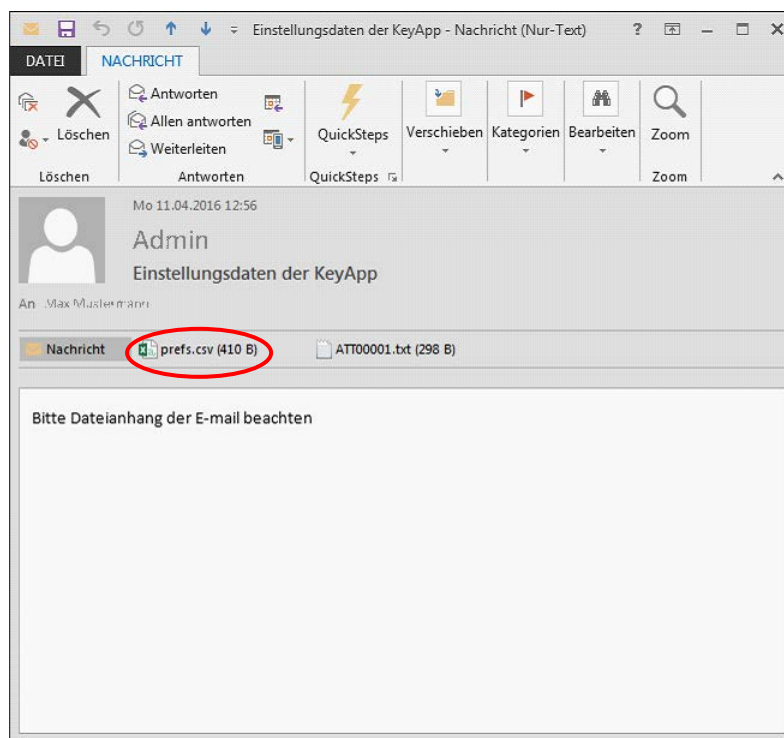 Einstellungsdaten der KeyApp - Nachricht (Nur-Text) ?
DATEI NACHRICHT
Löschen
Antworten
Allen antworten
Weiterleiten
QuickSteps
Verschieben
Kategorien
Bearbeiten
Zoom
Löschen Antworten QuickSteps Zoom
Mo 11.04.2016 12:56
Admin
Einstellungsdaten der KeyApp
An Max Mustermann
Nachricht prefs.csv (410 B) ATT00001.txt (298 B)
Bitte Dateianhang der E-mail beachten